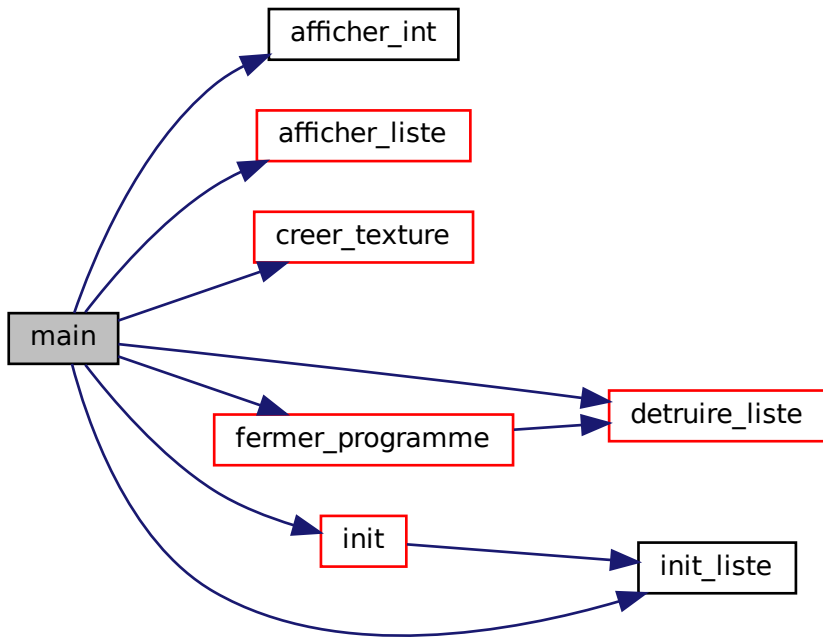 afficher_int
afficher_liste
creer_texture
main
detruire_liste
fermer_programme
init
init_liste